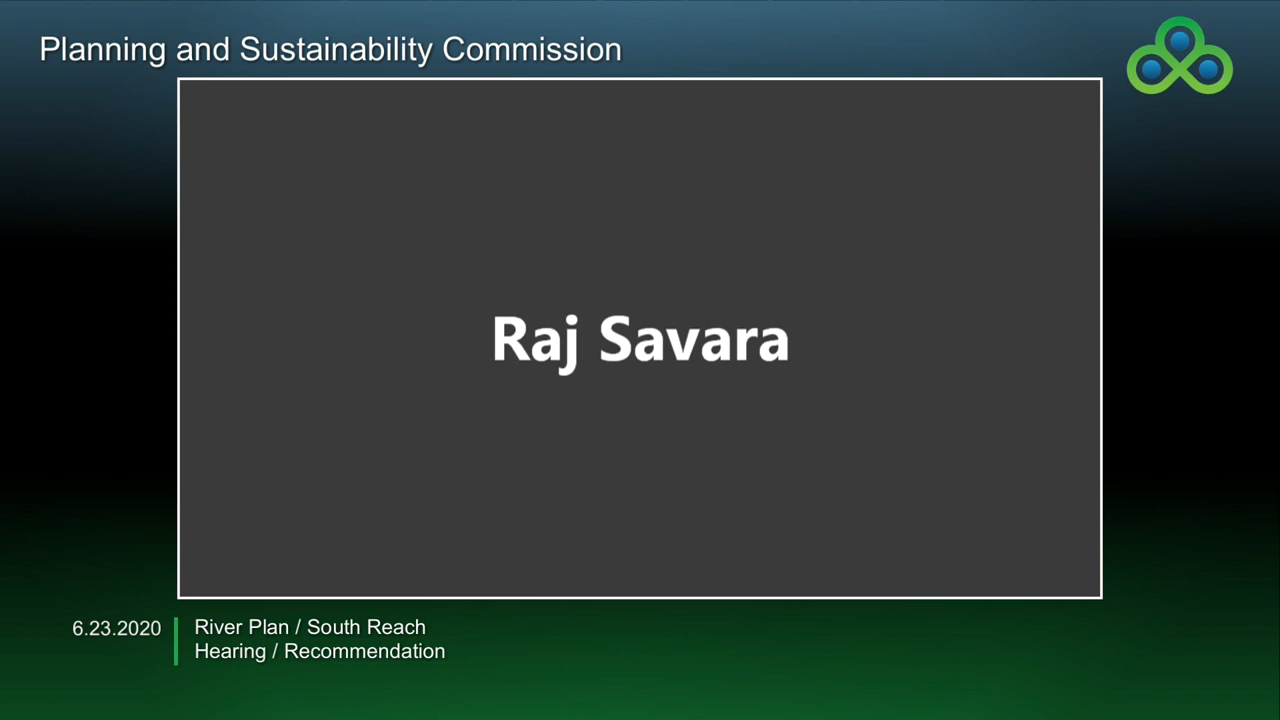 Planning and Sustainability Commission
Raj Savara
6.23.2020
River Plan / South Reach
Hearing / Recommendation